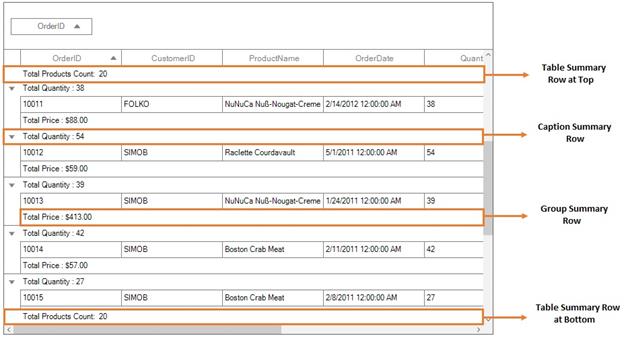 OrderID
OrderID CustomerID ProductName OrderDate Quant
Total Products Count: 20
Table Summary
Row at Top
Total Quantity : 38
10011 FOLKO NuNuCa Nuß-Nougat-Creme 2/14/2012 12:00:00 AM 38
Total Price : $88.00
Total Quantity : 54
Caption Summary
Row
10012 SIMOB Raclette Courdavault 5/1/2011 12:00:00 AM 54
Total Price : $59.00
Total Quantity : 39
10013 SIMOB NuNuCa Nuß-Nougat-Creme 1/24/2011 12:00:00 AM 39
Total Price : $413.00
Group Summary
Row
Total Quantity : 42
10014 SIMOB Boston Crab Meat 2/11/2011 12:00:00 AM 42
Total Price : $57.00
Total Quantity : 27
10015 SIMOB Boston Crab Meat 2/8/2011 12:00:00 AM 27
Total Products Count: 20
Table Summary Row
at Bottom